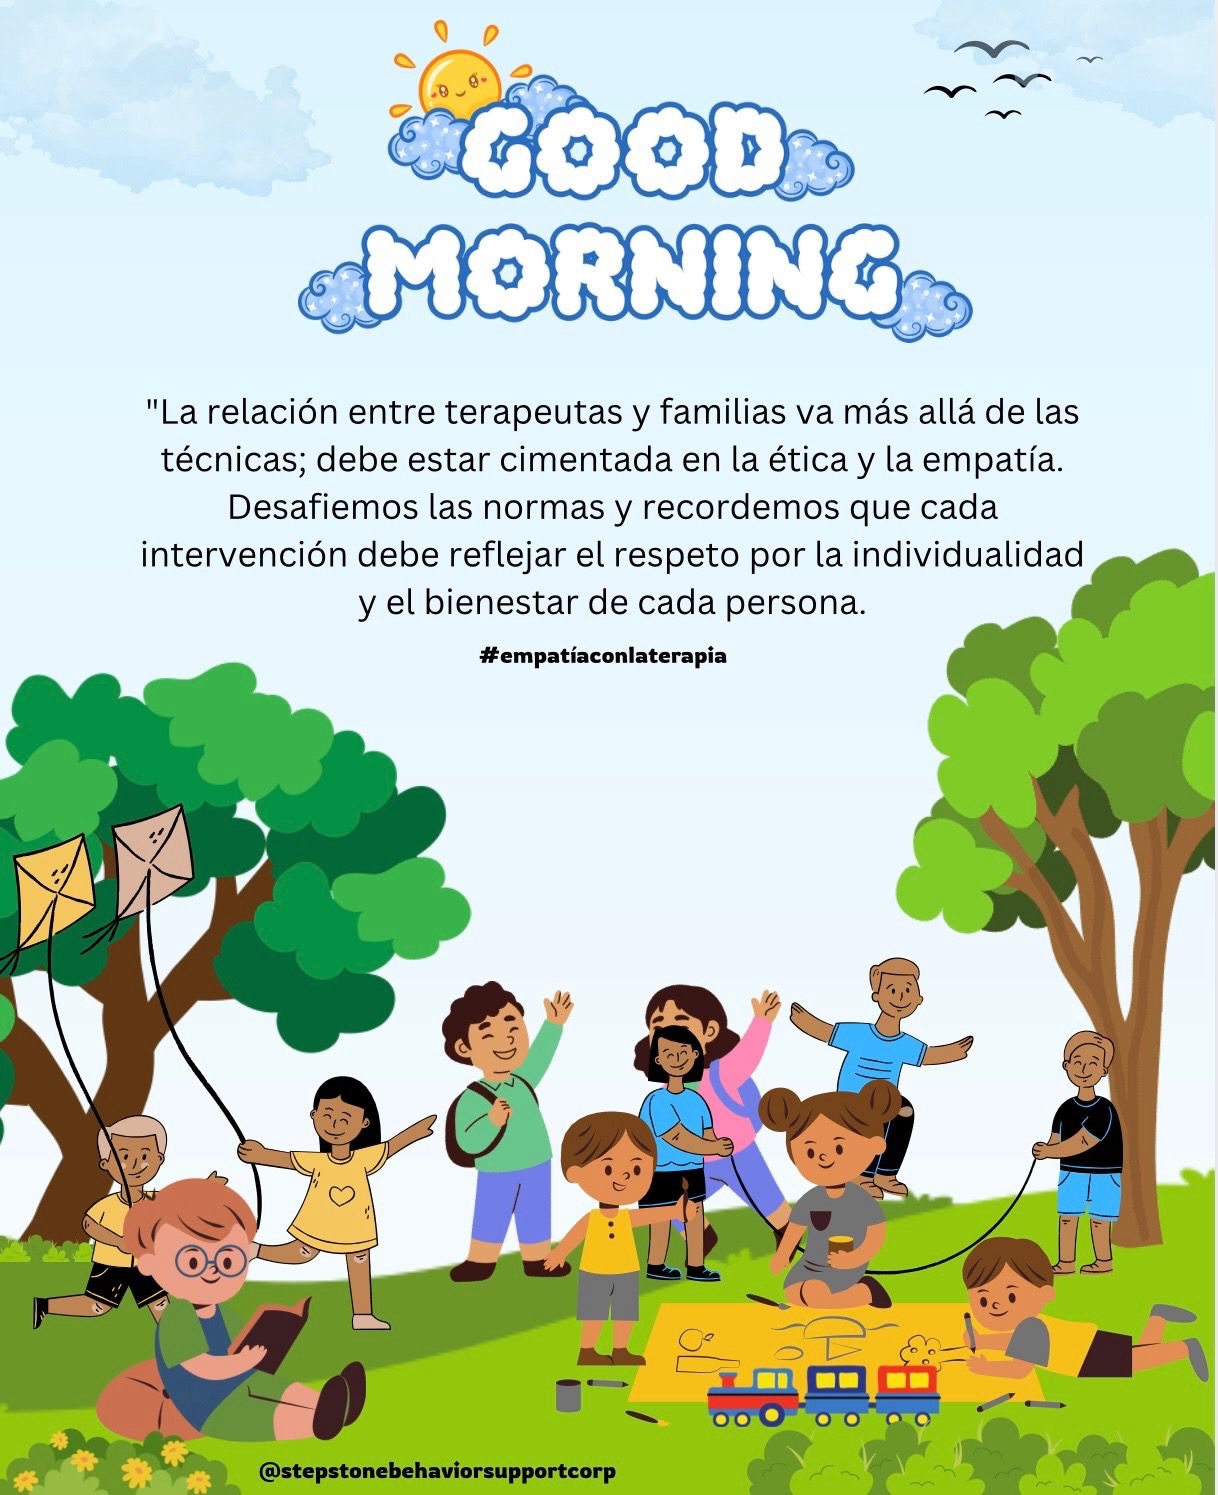 GOOD
MORNING
"La relación entre terapeutas y familias va más allá de las
técnicas; debe estar cimentada en la ética y la empatía.
Desafiemos las normas y recordemos que cada
intervención debe reflejar el respeto por la individualidad
y el bienestar de cada persona.
#empatíaconlaterapia
@stepstonebehaviorsupportcorp